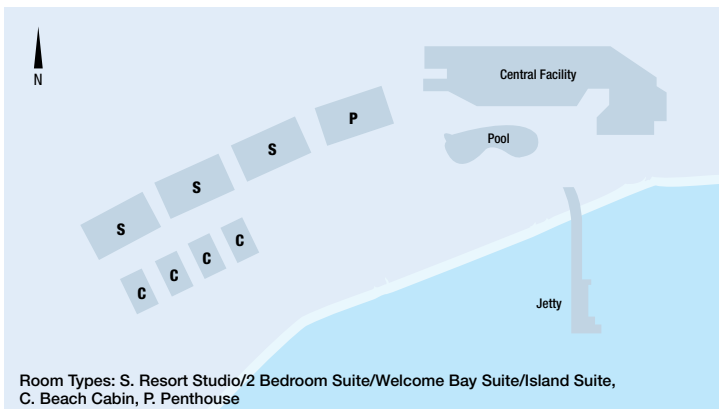 Central Facility
N
P
Pool
S
S
S
C
C
C
C
Jetty
Room Types: S. Resort Studio/2 Bedroom Suite/Welcome Bay Suite/Island Suite,
C. Beach Cabin, P. Penthouse